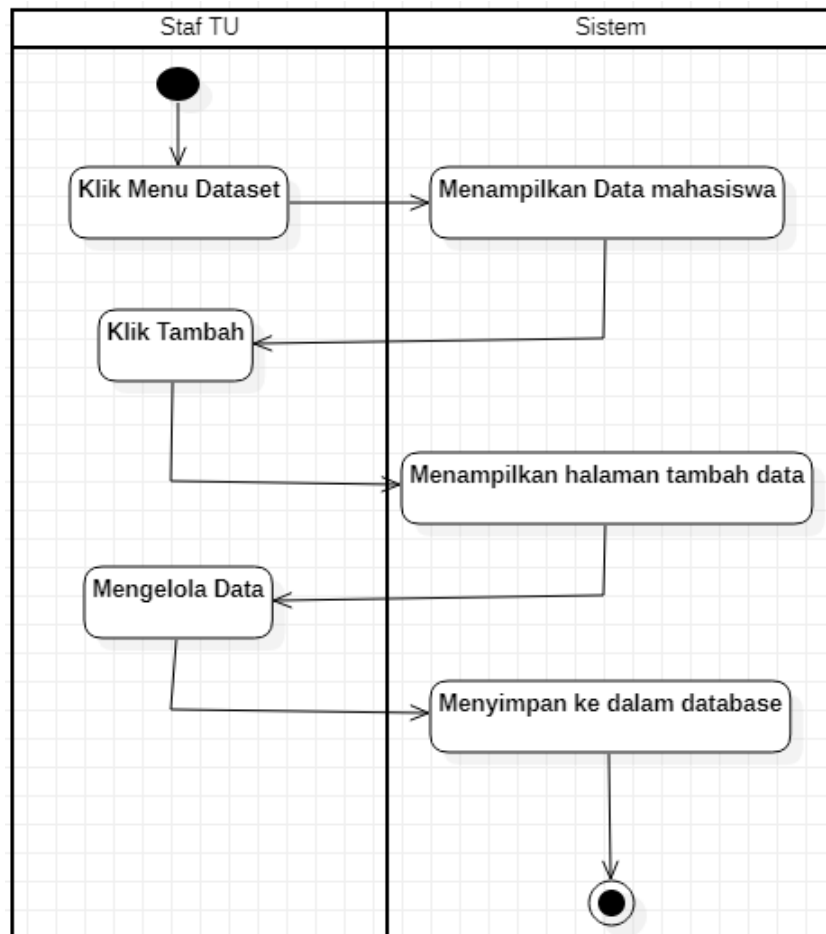 Staf TU
Sistem
Klik Menu Dataset
Menampilkan Data mahasiswa
Klik Tambah
Menampilkan halaman tambah data
Mengelola Data
Menyimpan ke dalam database